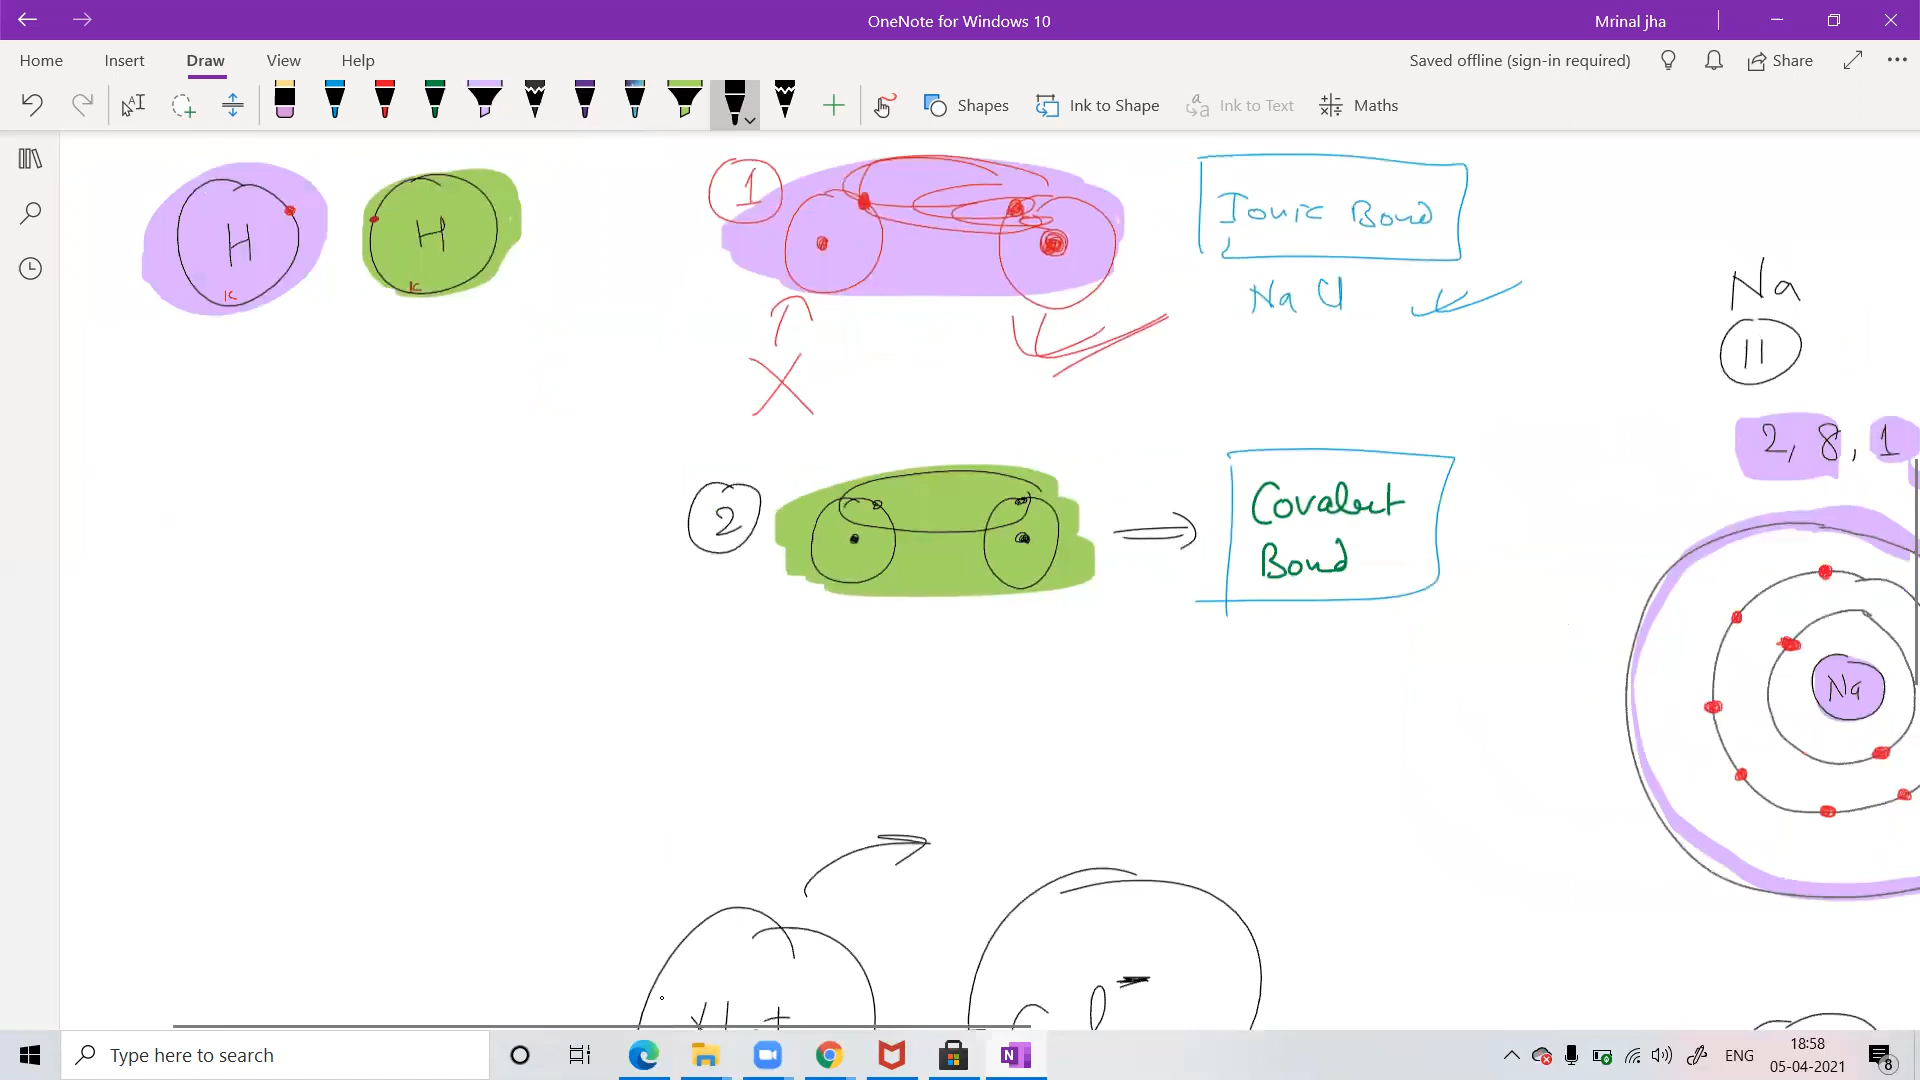 OneNote for Windows 10
Mrinal jha
Home Insert Draw View Help
Saved offline (sign-in required)
Share
Shapes
Ink to Shape
Ink to Text
Maths
H
K
H
K
1
Ionic Bond
NaCl
X
2
Covalent
Bond
Na
11
2, 8, 1
Na
Cl-
Type here to search
ENG
18:58
05-04-2021
8